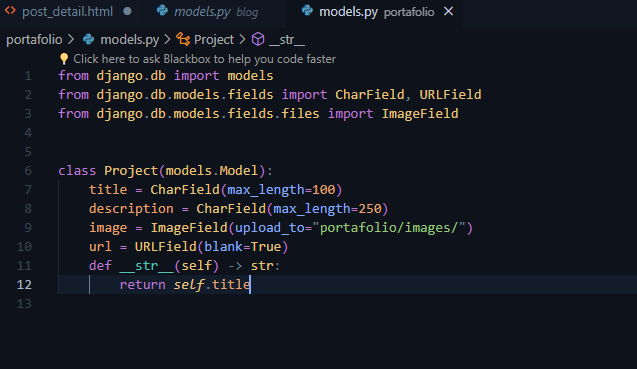 post_detail.html models.py blog models.py portafolio
portafolio > models.py > Project > __str__
Click here to ask Blackbox to help you code faster
1 from django.db import models
2 from django.db.models.fields import CharField, URLField
3 from django.db.models.fields.files import ImageField
4
5
6 class Project(models.Model):
7 title = CharField(max_length=100)
8 description = CharField(max_length=250)
9 image = ImageField(upload_to="portafolio/images/")
10 url = URLField(blank=True)
11 def __str__(self) -> str:
12 return self.title
13